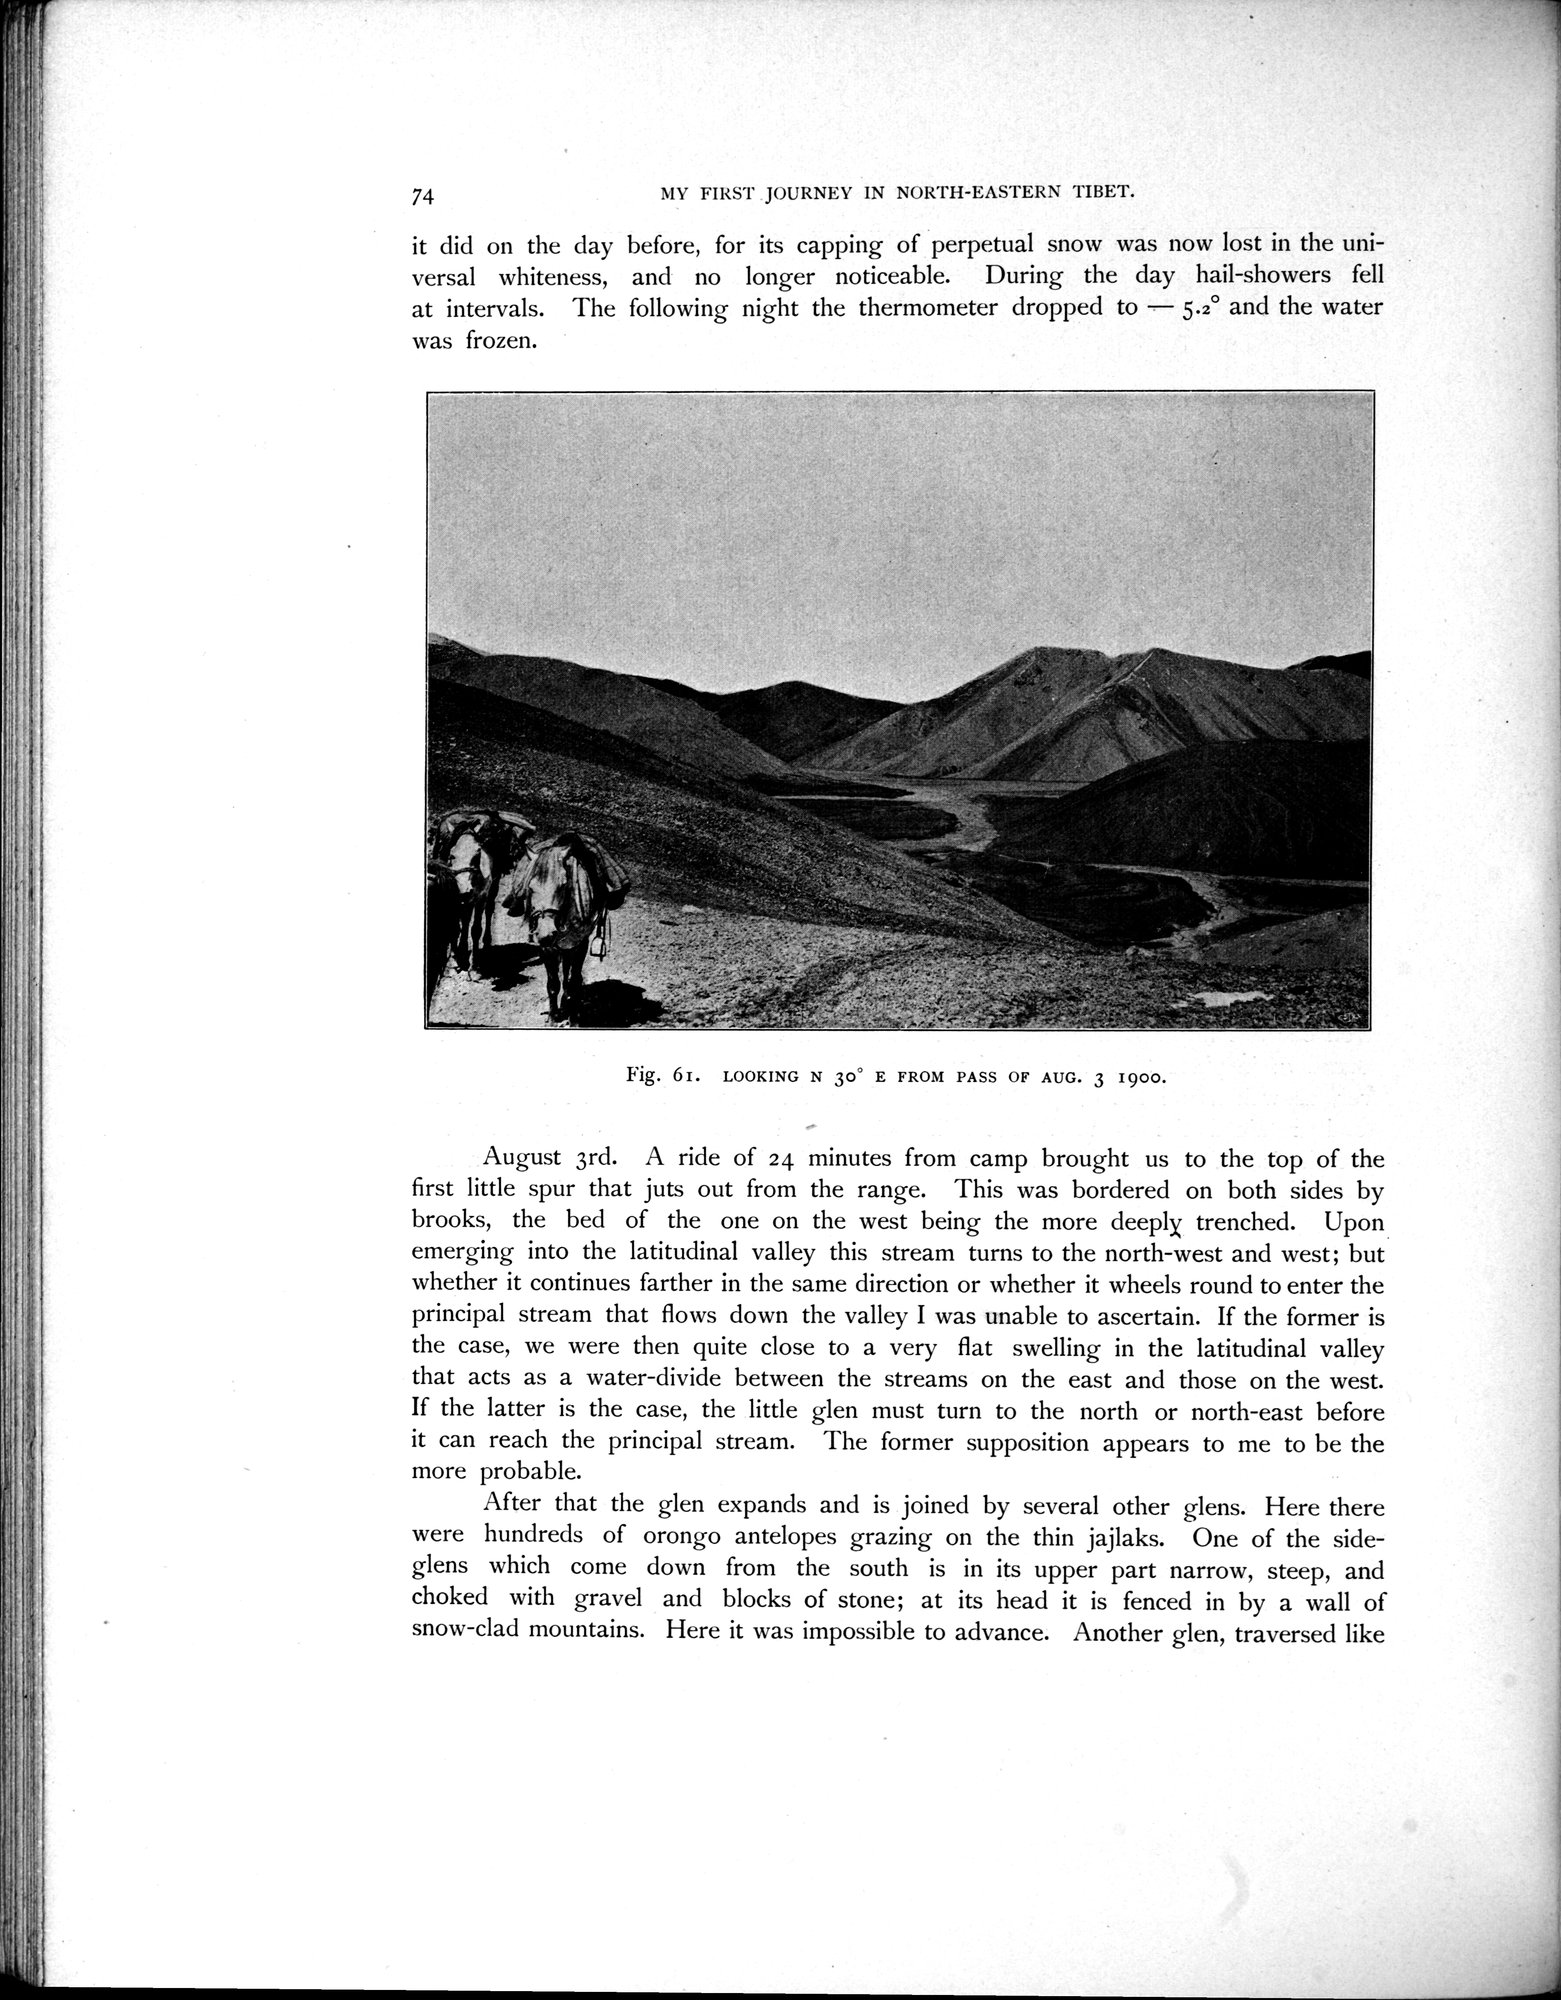 74
MY FIRST JOURNEY IN NORTH-EASTERN TIBET.
it did on the day before, for its capping of perpetual snow was now lost in the uni-
versal whiteness, and no longer noticeable. During the day hail-showers fell
at intervals. The following night the thermometer dropped to — 5.2° and the water
was frozen.
Fig. 61. LOOKING N 30° E FROM PASS OF AUG. 3 1900.
August 3rd. A ride of 24 minutes from camp brought us to the top of the
first little spur that juts out from the range. This was bordered on both sides by
brooks, the bed of the one on the west being the more deeply trenched. Upon
emerging into the latitudinal valley this stream turns to the north-west and west; but
whether it continues farther in the same direction or whether it wheels round to enter the
principal stream that flows down the valley I was unable to ascertain. If the former is
the case, we were then quite close to a very flat swelling in the latitudinal valley
that acts as a water-divide between the streams on the east and those on the west.
If the latter is the case, the little glen must turn to the north or north-east before
it can reach the principal stream. The former supposition appears to me to be the
more probable.
After that the glen expands and is joined by several other glens. Here there
were hundreds of orongo antelopes grazing on the thin jajlaks. One of the side-
glens which come down from the south is in its upper part narrow, steep, and
choked with gravel and blocks of stone; at its head it is fenced in by a wall of
snow-clad mountains. Here it was impossible to advance. Another glen, traversed like